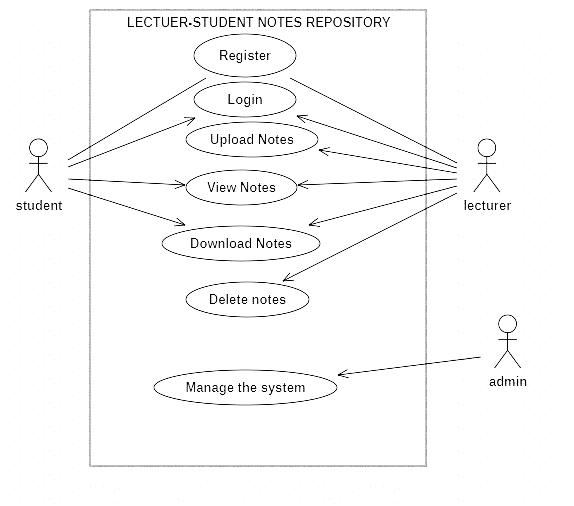 LECTUER-STUDENT NOTES REPOSITORY
Register
Login
Upload Notes
View Notes
student
lecturer
Download Notes
Delete notes
admin
Manage the system